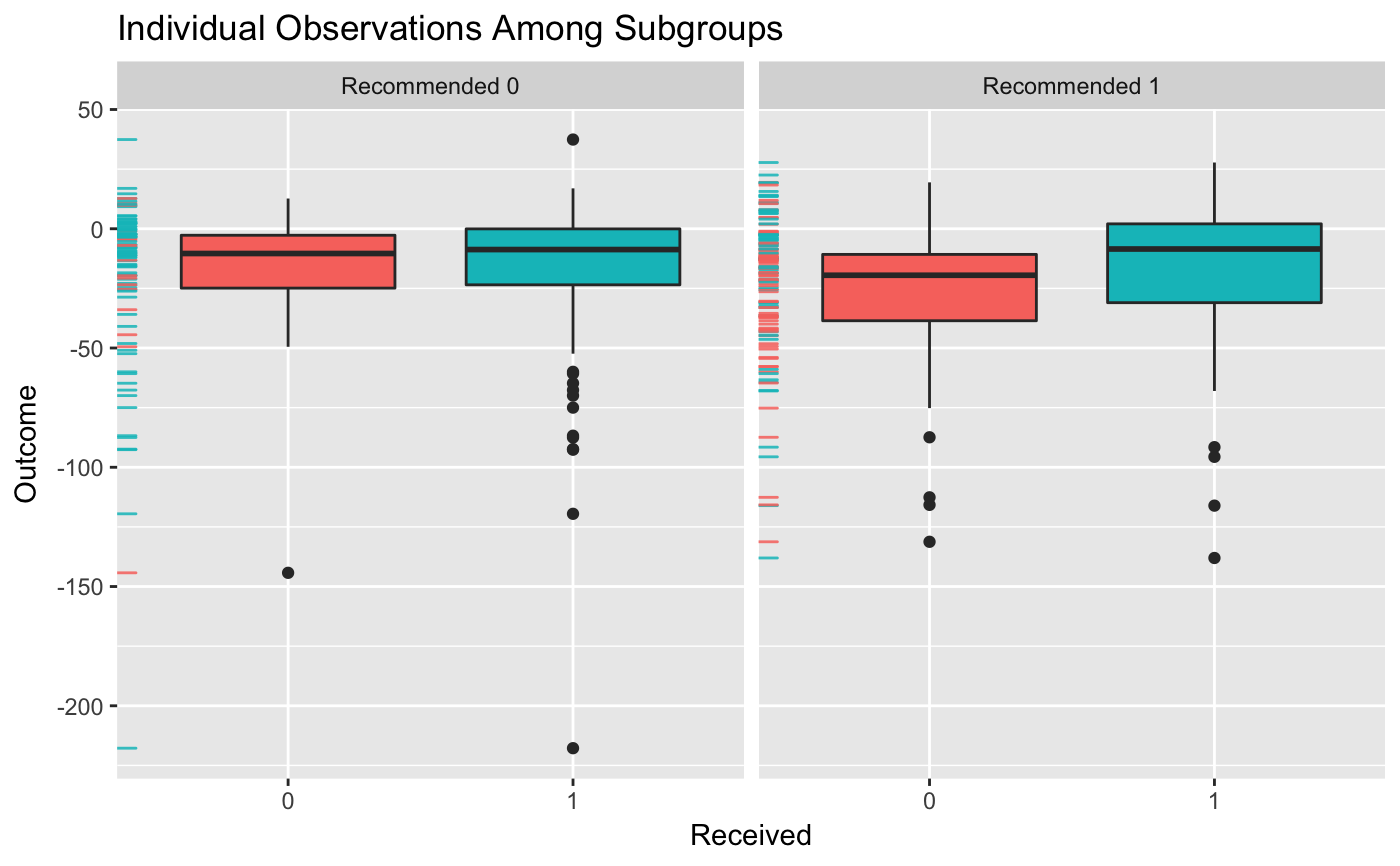 Individual Observations Among Subgroups
Recommended 0
Recommended 1
50
0
-50
-100
-150
-200
Outcome
0
1
0
1
Received